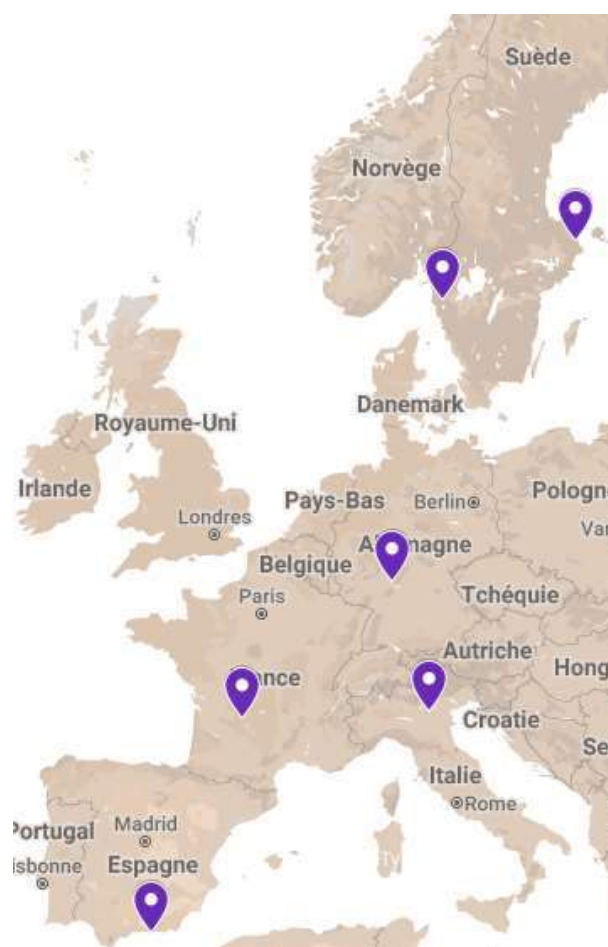 Suède
Norvège
Danemark
Royaume-Uni
Irlande
Pays-Bas
Berlin
Londres
Belgique
Paris
Tchéquie
Autriche
Croatie
Italie
Rome
Portugal
Madrid
Espagne